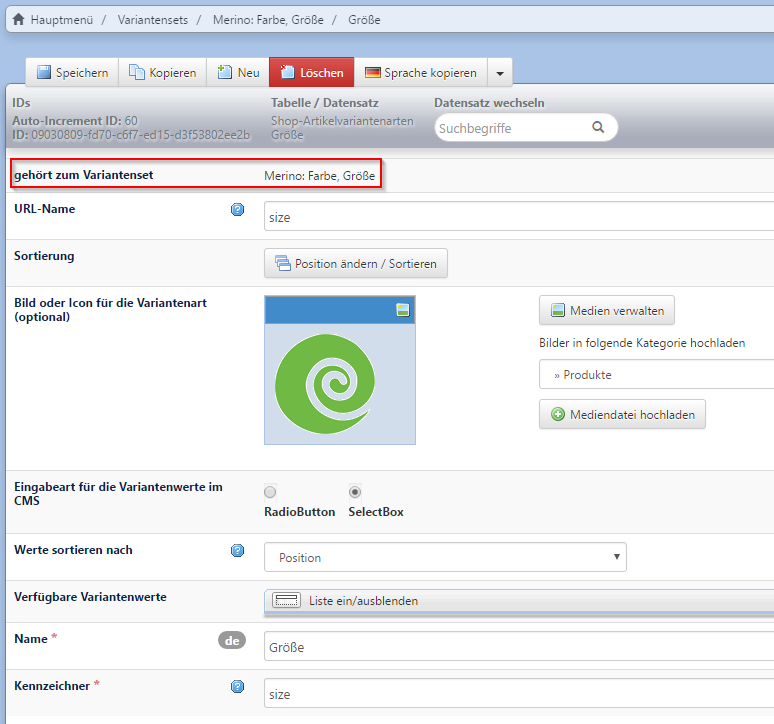 Hauptmenü / Variantensets / Merino: Farbe, Größe / Größe
Speichern Kopieren Neu Löschen Sprache kopieren
IDs Tabelle / Datensatz Datensatz wechseln
Auto-Increment ID: 60 Shop-Artikelvariantenarten
ID: 09030809-fd70-c6f7-ed15-d3f53802ee2b Größe
Suchbegriffe
gehört zum Variantenset Merino: Farbe, Größe
URL-Name size
Sortierung Position ändern / Sortieren
Bild oder Icon für die Variantenart
(optional)
Medien verwalten
Bilder in folgende Kategorie hochladen
» Produkte
Mediendatei hochladen
Eingabeart für die Variantenwerte im
CMS
RadioButton SelectBox
Werte sortieren nach Position
Verfügbare Variantenwerte Liste ein/ausblenden
Name * de Größe
Kennzeichner * size